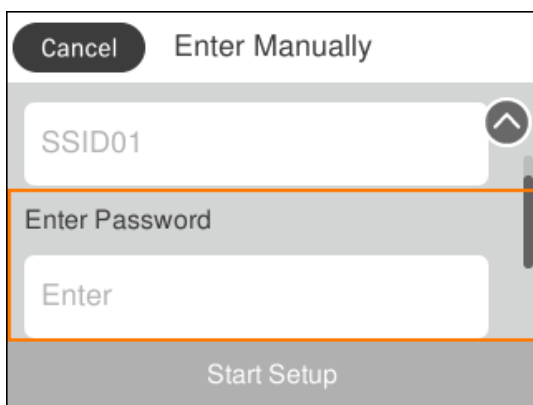 Cancel Enter Manually
SSID01
Enter Password
Enter
Start Setup